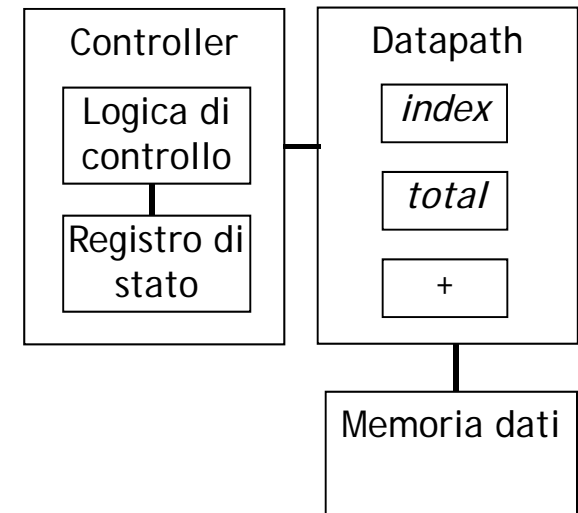 Controller
Logica di
controllo
Registro di
stato
Datapath
index
total
+
Memoria dati